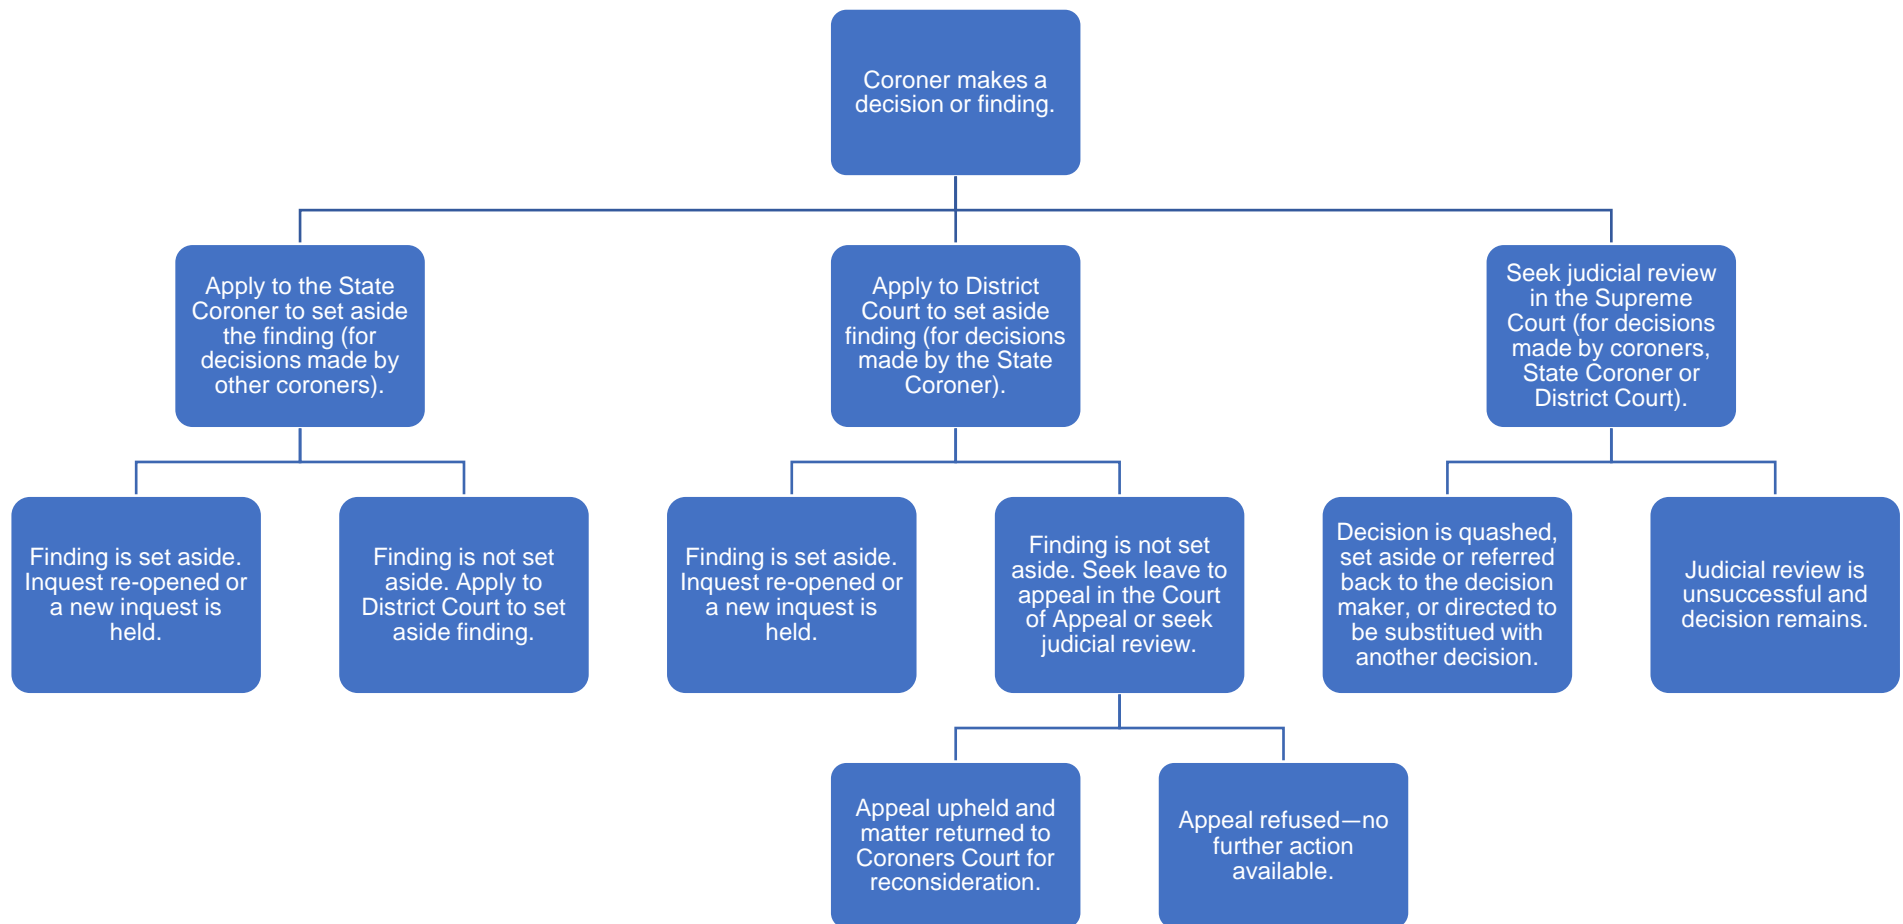 Coroner makes a
decision or finding.
Apply to the State
Coroner to set aside
the finding (for
decisions made by
other coroners).
Apply to District
Court to set aside
finding (for decisions
made by the State
Coroner).
Seek judicial review
in the Supreme
Court (for decisions
made by coroners,
State Coroner or
District Court).
Finding is set aside.
Inquest re-opened or
a new inquest is
held.
Finding is not set
aside. Apply to
District Court to set
aside finding.
Finding is set aside.
Inquest re-opened or
a new inquest is
held.
Finding is not set
aside. Seek leave to
appeal in the Court
of Appeal or seek
judicial review.
Decision is quashed,
set aside or referred
back to the decision
maker, or directed to
be substitued with
another decision.
Judicial review is
unsuccessful and
decision remains.
Appeal upheld and
matter returned to
Coroners Court for
reconsideration.
Appeal refused—no
further action
available.